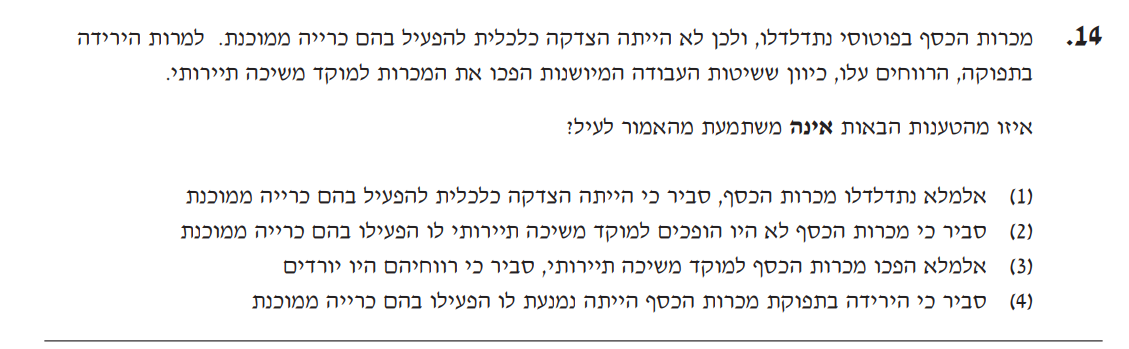 14. מכרות הכסף בפוטוסי נתדלדלו, ולכן לא הייתה הצדקה כלכלית להפעיל בהם כרייה ממוכנת. למרות הירידה
בתפוקה, הרווחים עלו, כיוון ששיטות העבודה המיושנות הפכו את המכרות למוקד משיכה תיירותי.
איזו מהטענות הבאות אינה משתמעת מהאמור לעיל?
(1) אלמלא נתדלדלו מכרות הכסף, סביר כי הייתה הצדקה כלכלית להפעיל בהם כרייה ממוכנת
(2) סביר כי מכרות הכסף לא היו הופכים למוקד משיכה תיירותי לו הפעילו בהם כרייה ממוכנת
(3) אלמלא הפכו מכרות הכסף למוקד משיכה תיירותי, סביר כי רווחיהם היו יורדים
(4) סביר כי הירידה בתפוקת מכרות הכסף הייתה נמנעת לו הפעילו בהם כרייה ממוכנת